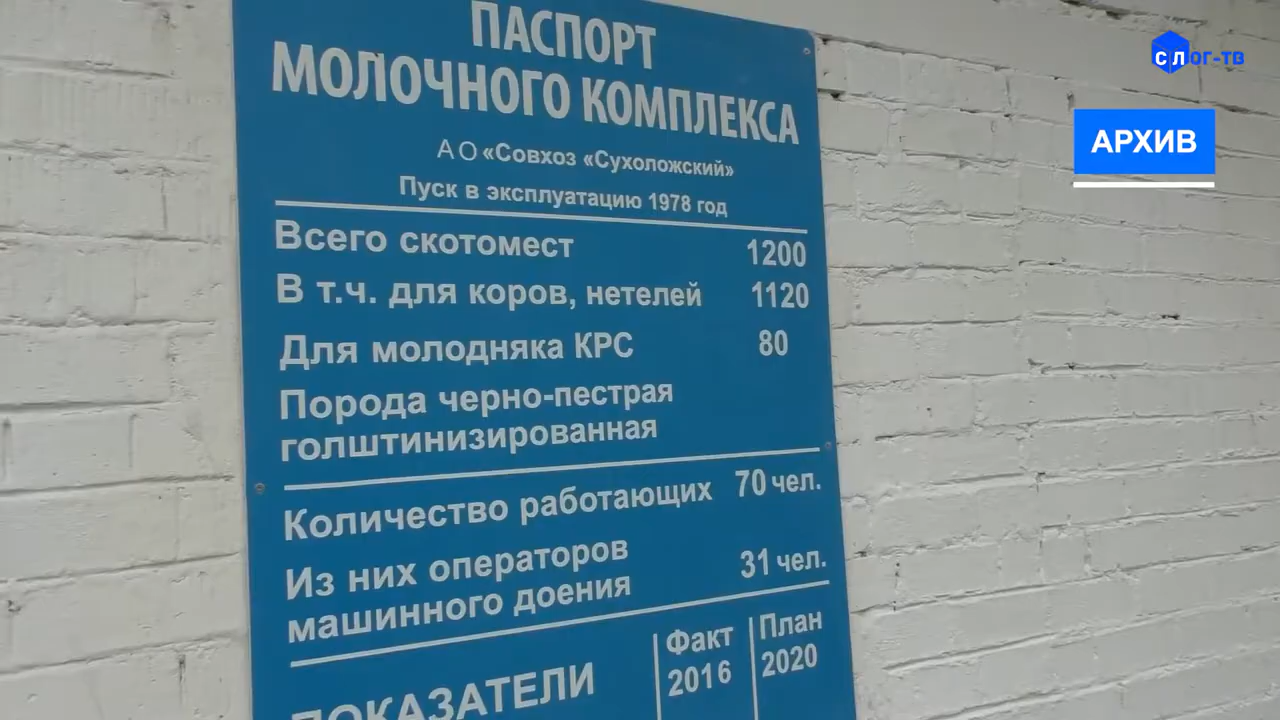 ПАСПОРТ
МОЛОЧНОГО КОМПЛЕКСА
АО «Совхоз «Сухоложский»
Пуск в эксплуатацию 1978 год
Всего скотомест 1200
В т.ч. для коров, нетелей 1120
Для молодняка КРС 80
Порода черно-пестрая
голштинизированная
Количество работающих 70 чел.
Из них операторов
машинного доения 31 чел.
ПОКАЗАТЕЛИ
Факт
2016
План
2020
слог-тв
АРХИВ